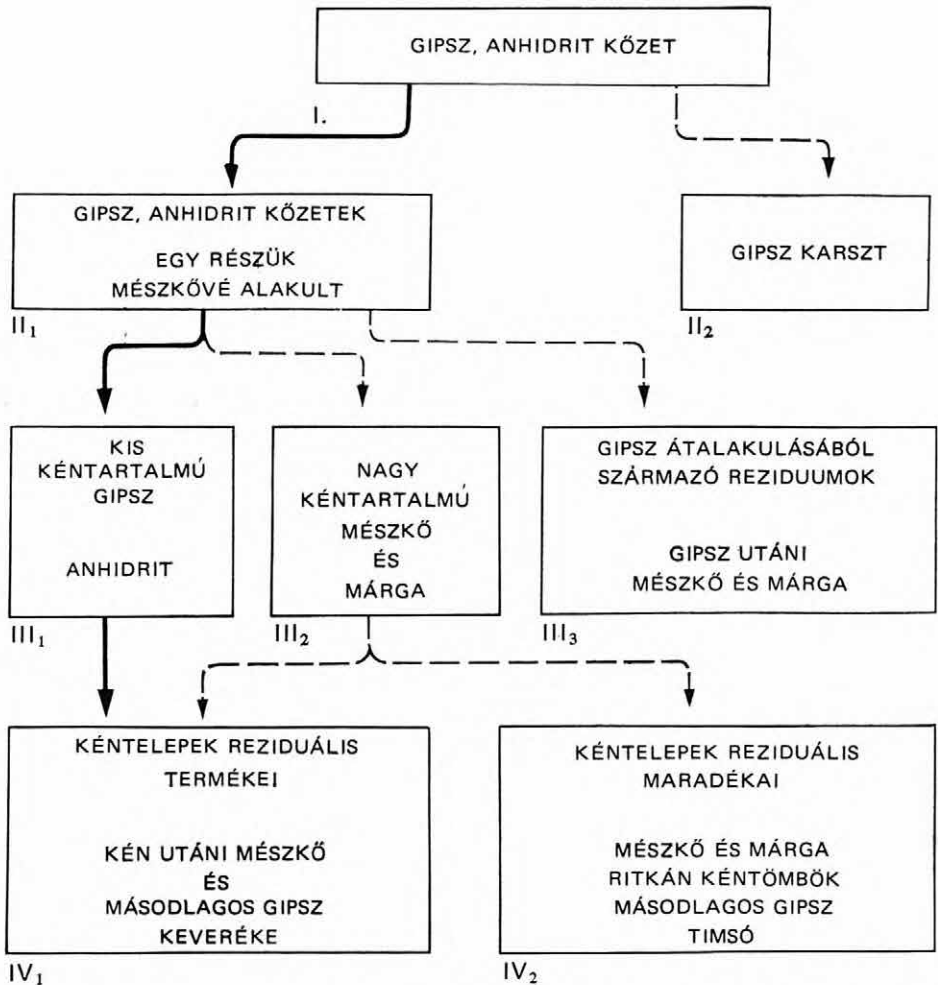 GIPSZ, ANHIDRIT KŐZET
I.
GIPSZ, ANHIDRIT KŐZETEK
EGY RÉSZÜK
MÉSZKŐVÉ ALAKULT
II₁
GIPSZ KARSZT
II₂
KIS
KÉNTARTALMÚ
GIPSZ
ANHIDRIT
III₁
NAGY
KÉNTARTALMÚ
MÉSZKŐ
ÉS
MÁRGA
III₂
GIPSZ ÁTALAKULÁSÁBÓL
SZÁRMAZÓ REZIDUUMOK
GIPSZ UTÁNI
MÉSZKŐ ÉS MÁRGA
III₃
KÉNTELEPEK REZIDUÁLIS
TERMÉKEI
KÉN UTÁNI MÉSZKŐ
ÉS
MÁSODLAGOS GIPSZ
KEVERÉKE
IV₁
KÉNTELEPEK REZIDUÁLIS
MARADÉKAI
MÉSZKŐ ÉS MÁRGA
RITKÁN KÉNTÖMBÖK
MÁSODLAGOS GIPSZ
TIMSÓ
IV₂